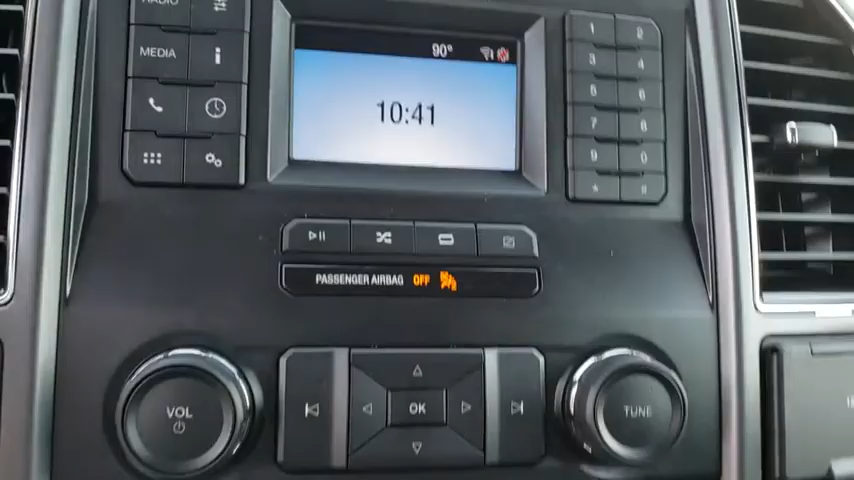 RADIO
MEDIA
90°
10:41
1 2
3 4
5 6
7 8
9 0
* #
PASSENGER AIRBAG OFF
VOL
OK
TUNE